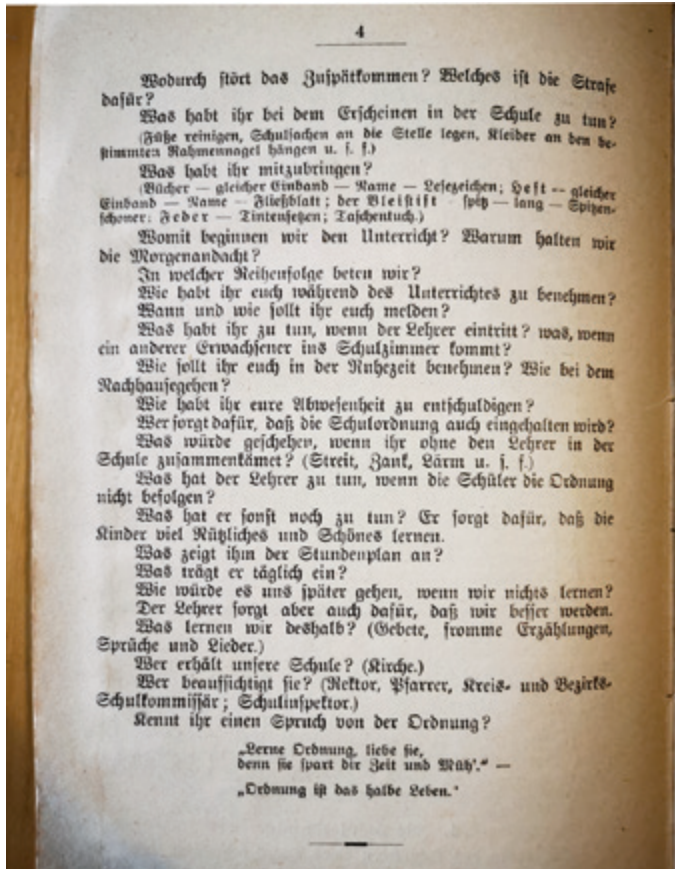 4
Wodurch stört das Zuspätkommen? Welches ist die Strafe
dafür?
Was habt ihr bei dem Erscheinen in der Schule zu tun?
(Füße reinigen, Schulsachen an die Stelle legen, Kleider an den be-
stimmten Rahmennagel hängen u. s. f.)
Was habt ihr mitzubringen?
(Bücher — gleicher Einband — Name — Lesezeichen; Heft — gleicher
Einband — Name — Fließblatt; der Bleistift spitz — lang — Spitzen-
schoner; Feder — Tintenfetzen; Taschentuch.)
Womit beginnen wir den Unterricht? Warum halten wir
die Morgenandacht?
In welcher Reihenfolge beten wir?
Wie habt ihr euch während des Unterrichtes zu benehmen?
Wann und wie sollt ihr euch melden?
Was habt ihr zu tun, wenn der Lehrer eintritt? was, wenn
ein anderer Erwachsener ins Schulzimmer kommt?
Wie sollt ihr euch in der Ruhezeit benehmen? Wie bei dem
Nachhausegehen?
Wie habt ihr eure Abwesenheit zu entschuldigen?
Wer sorgt dafür, daß die Schulordnung auch eingehalten wird?
Was würde geschehen, wenn ihr ohne den Lehrer in der
Schule zusammenkämet? (Streit, Zank, Lärm u. s. f.)
Was hat der Lehrer zu tun, wenn die Schüler die Ordnung
nicht befolgen?
Was hat er sonst noch zu tun? Er sorgt dafür, daß die
Kinder viel Nützliches und Schönes lernen.
Was zeigt ihm der Stundenplan an?
Was trägt er täglich ein?
Wie würde es uns später gehen, wenn wir nichts lernen?
Der Lehrer sorgt aber auch dafür, daß wir besser werden.
Was lernen wir deshalb? (Gebete, fromme Erzählungen,
Sprüche und Lieder.)
Wer erhält unsere Schule? (Kirche.)
Wer beaufsichtigt sie? (Rektor, Pfarrer, Kreis- und Bezirks-
Schulkommissär; Schulinspektor.)
Kennt ihr einen Spruch von der Ordnung?
„Lerne Ordnung, liebe sie,
denn sie spart dir Zeit und Müh'.“ —
„Ordnung ist das halbe Leben.“